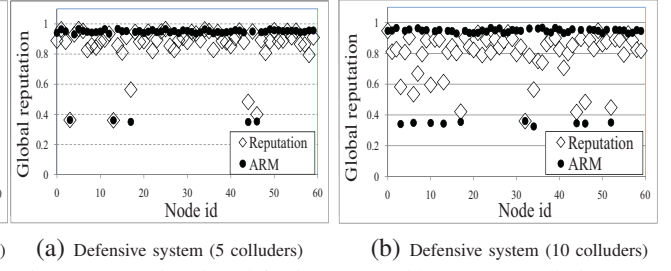 Global reputation
1
0.8
0.6
0.4
0.2
0
0 10 20 30 40 50 60
Node id
Reputation
ARM
Global reputation
1
0.8
0.6
0.4
0.2
0
0 10 20 30 40 50 60
Node id
Reputation
ARM
) (a) Defensive system (5 colluders)
(b) Defensive system (10 colluders)